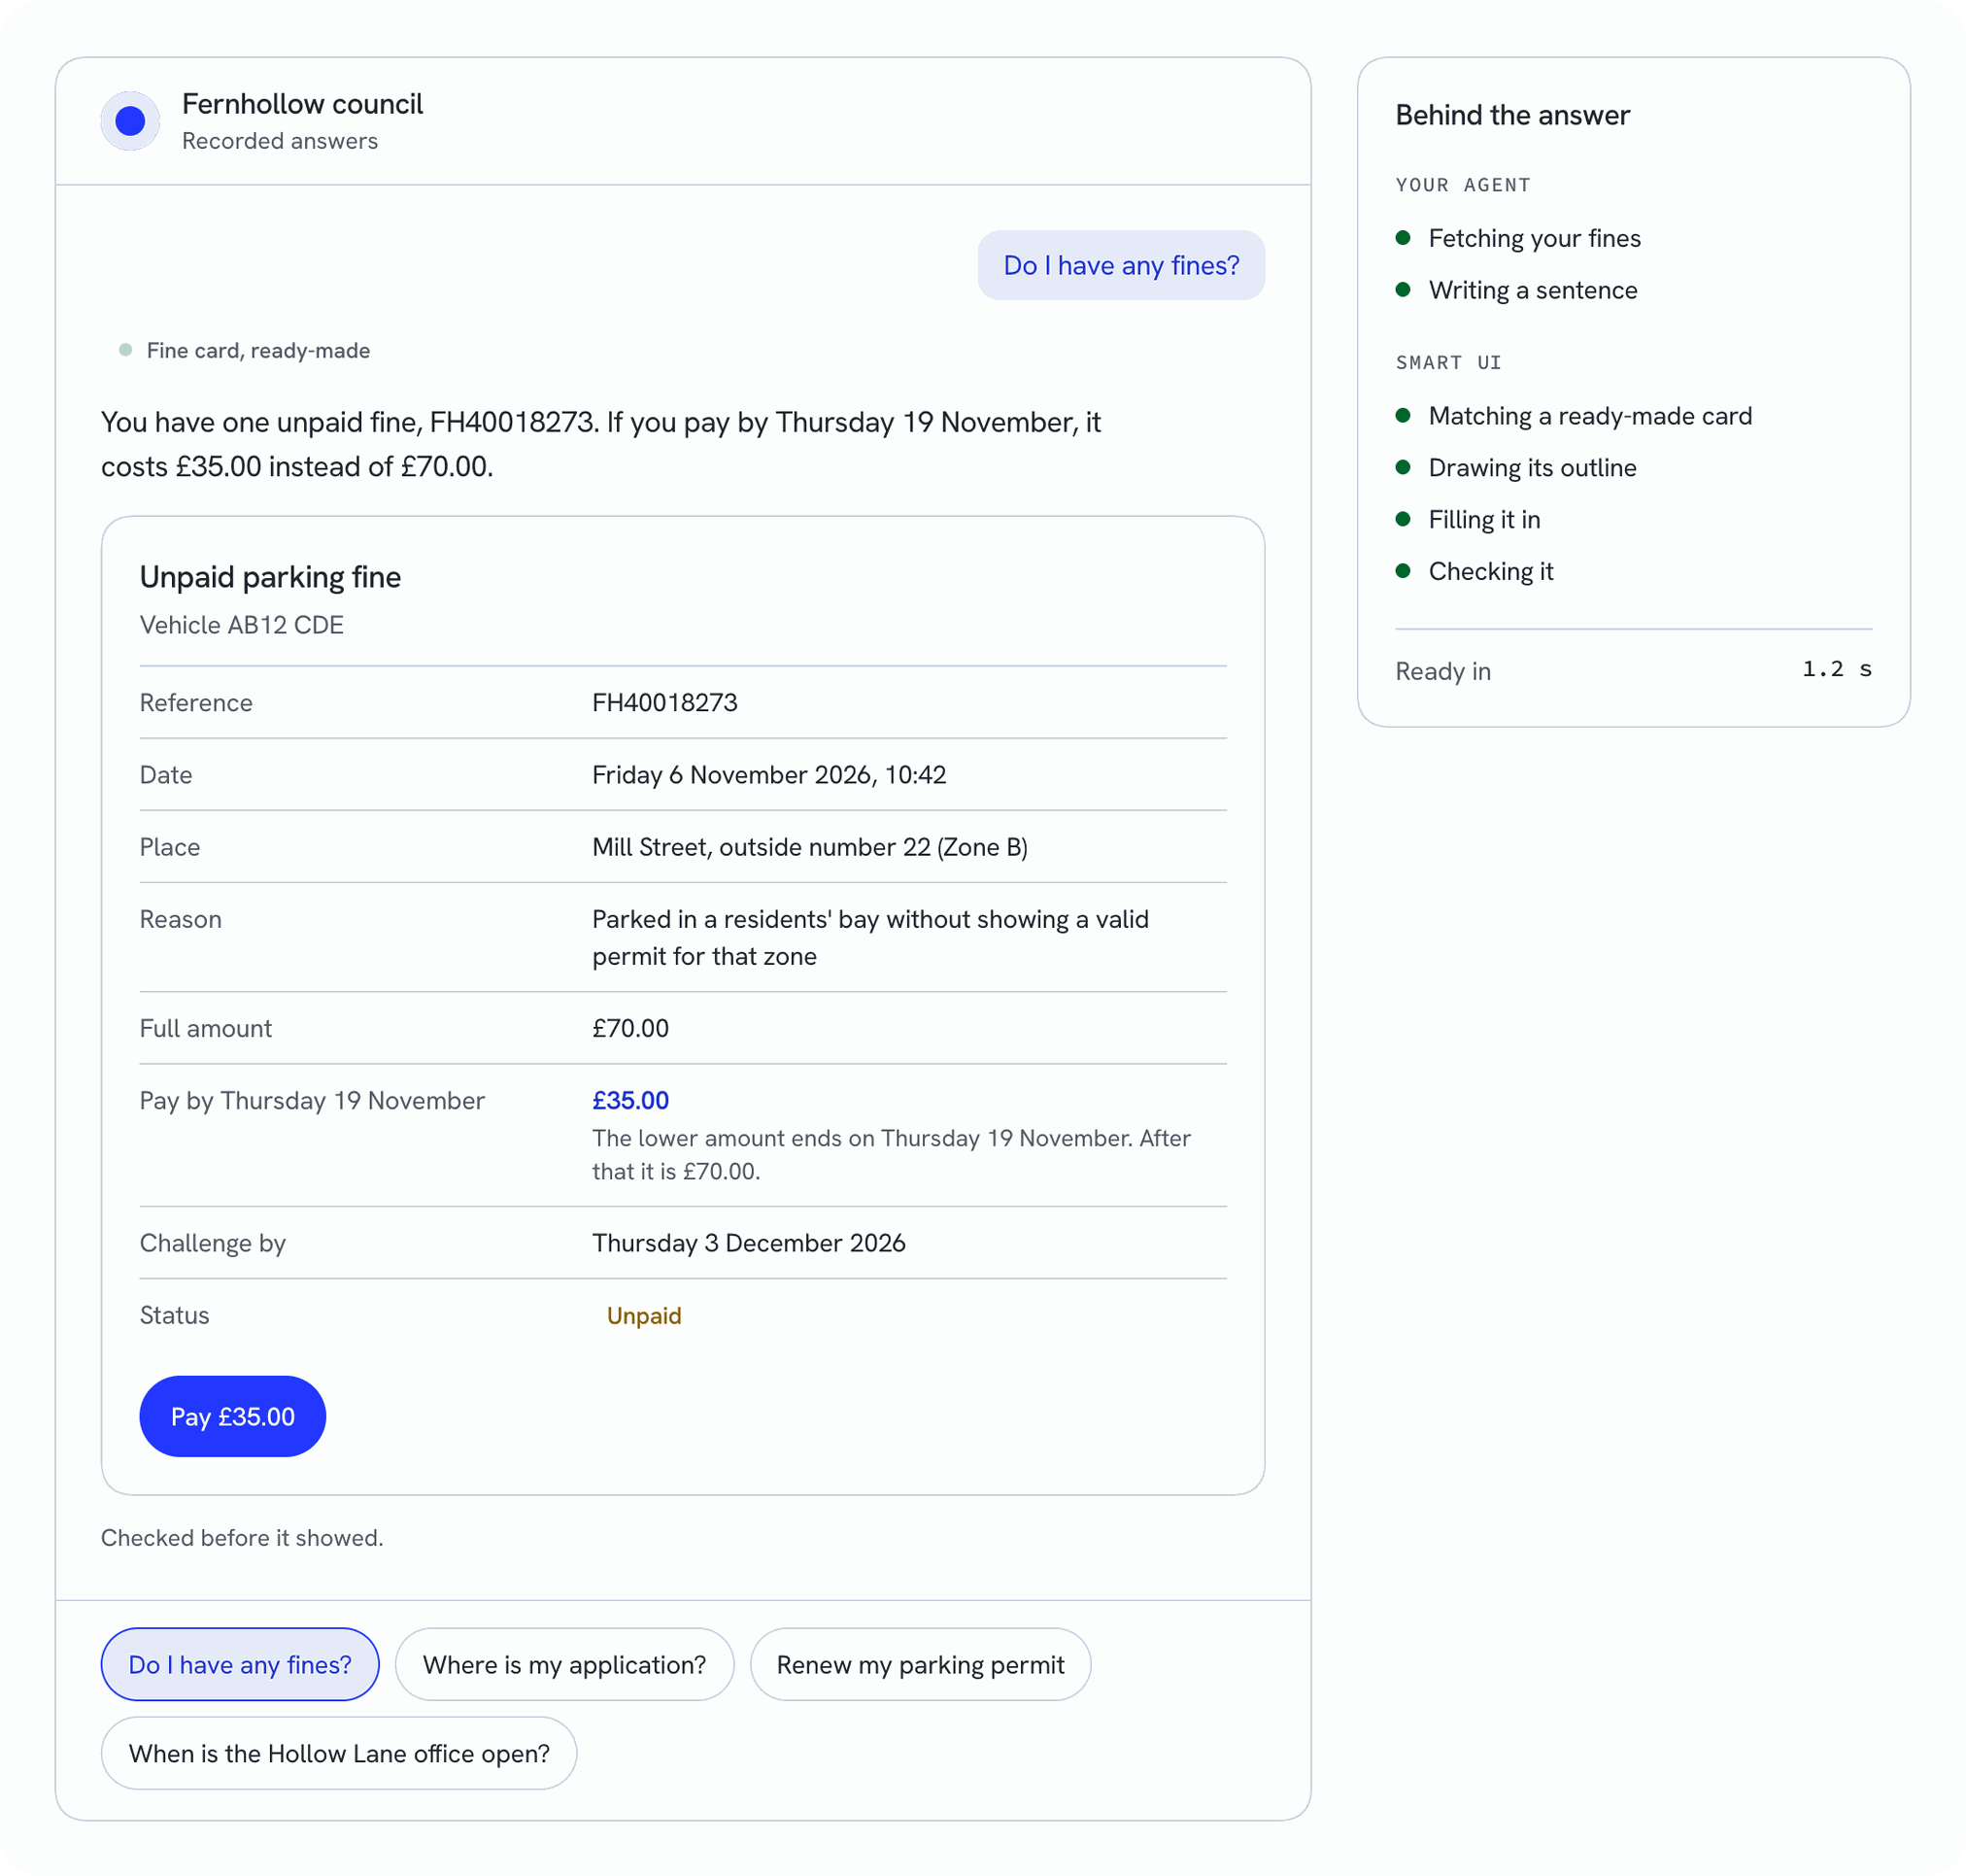 Fernhollow council
Recorded answers
Do I have any fines?
Fine card, ready-made
You have one unpaid fine, FH40018273. If you pay by Thursday 19 November, it
costs £35.00 instead of £70.00.
Unpaid parking fine
Vehicle AB12 CDE
Reference FH40018273
Date Friday 6 November 2026, 10:42
Place Mill Street, outside number 22 (Zone B)
Reason Parked in a residents' bay without showing a valid
permit for that zone
Full amount £70.00
Pay by Thursday 19 November £35.00
The lower amount ends on Thursday 19 November. After
that it is £70.00.
Challenge by Thursday 3 December 2026
Status Unpaid
Pay £35.00
Checked before it showed.
Do I have any fines? Where is my application? Renew my parking permit
When is the Hollow Lane office open?
Behind the answer
YOUR AGENT
Fetching your fines
Writing a sentence
SMART UI
Matching a ready-made card
Drawing its outline
Filling it in
Checking it
Ready in 1.2 s